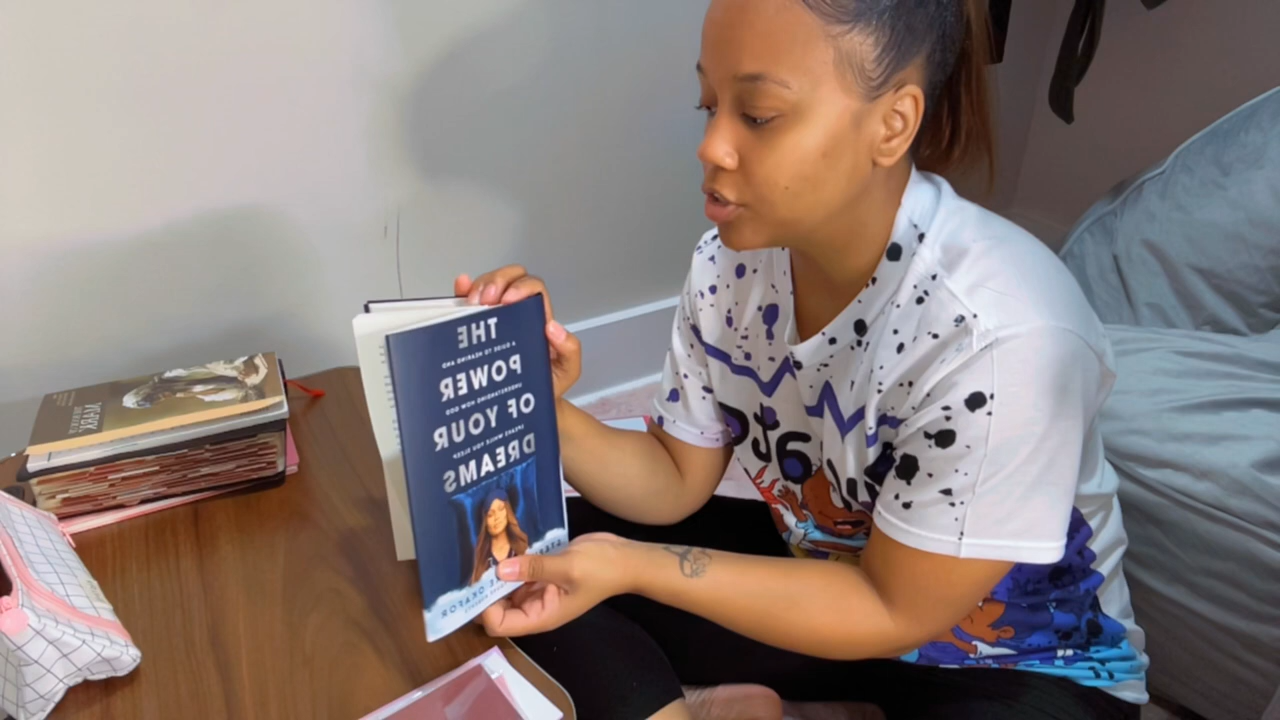 THE
A GUIDE TO HEARING AND
POWER
UNDERSTANDING HOW GOD
OF YOUR
SPEAKS WHILE YOU SLEEP
DREAMS
OKAFOR
MARK